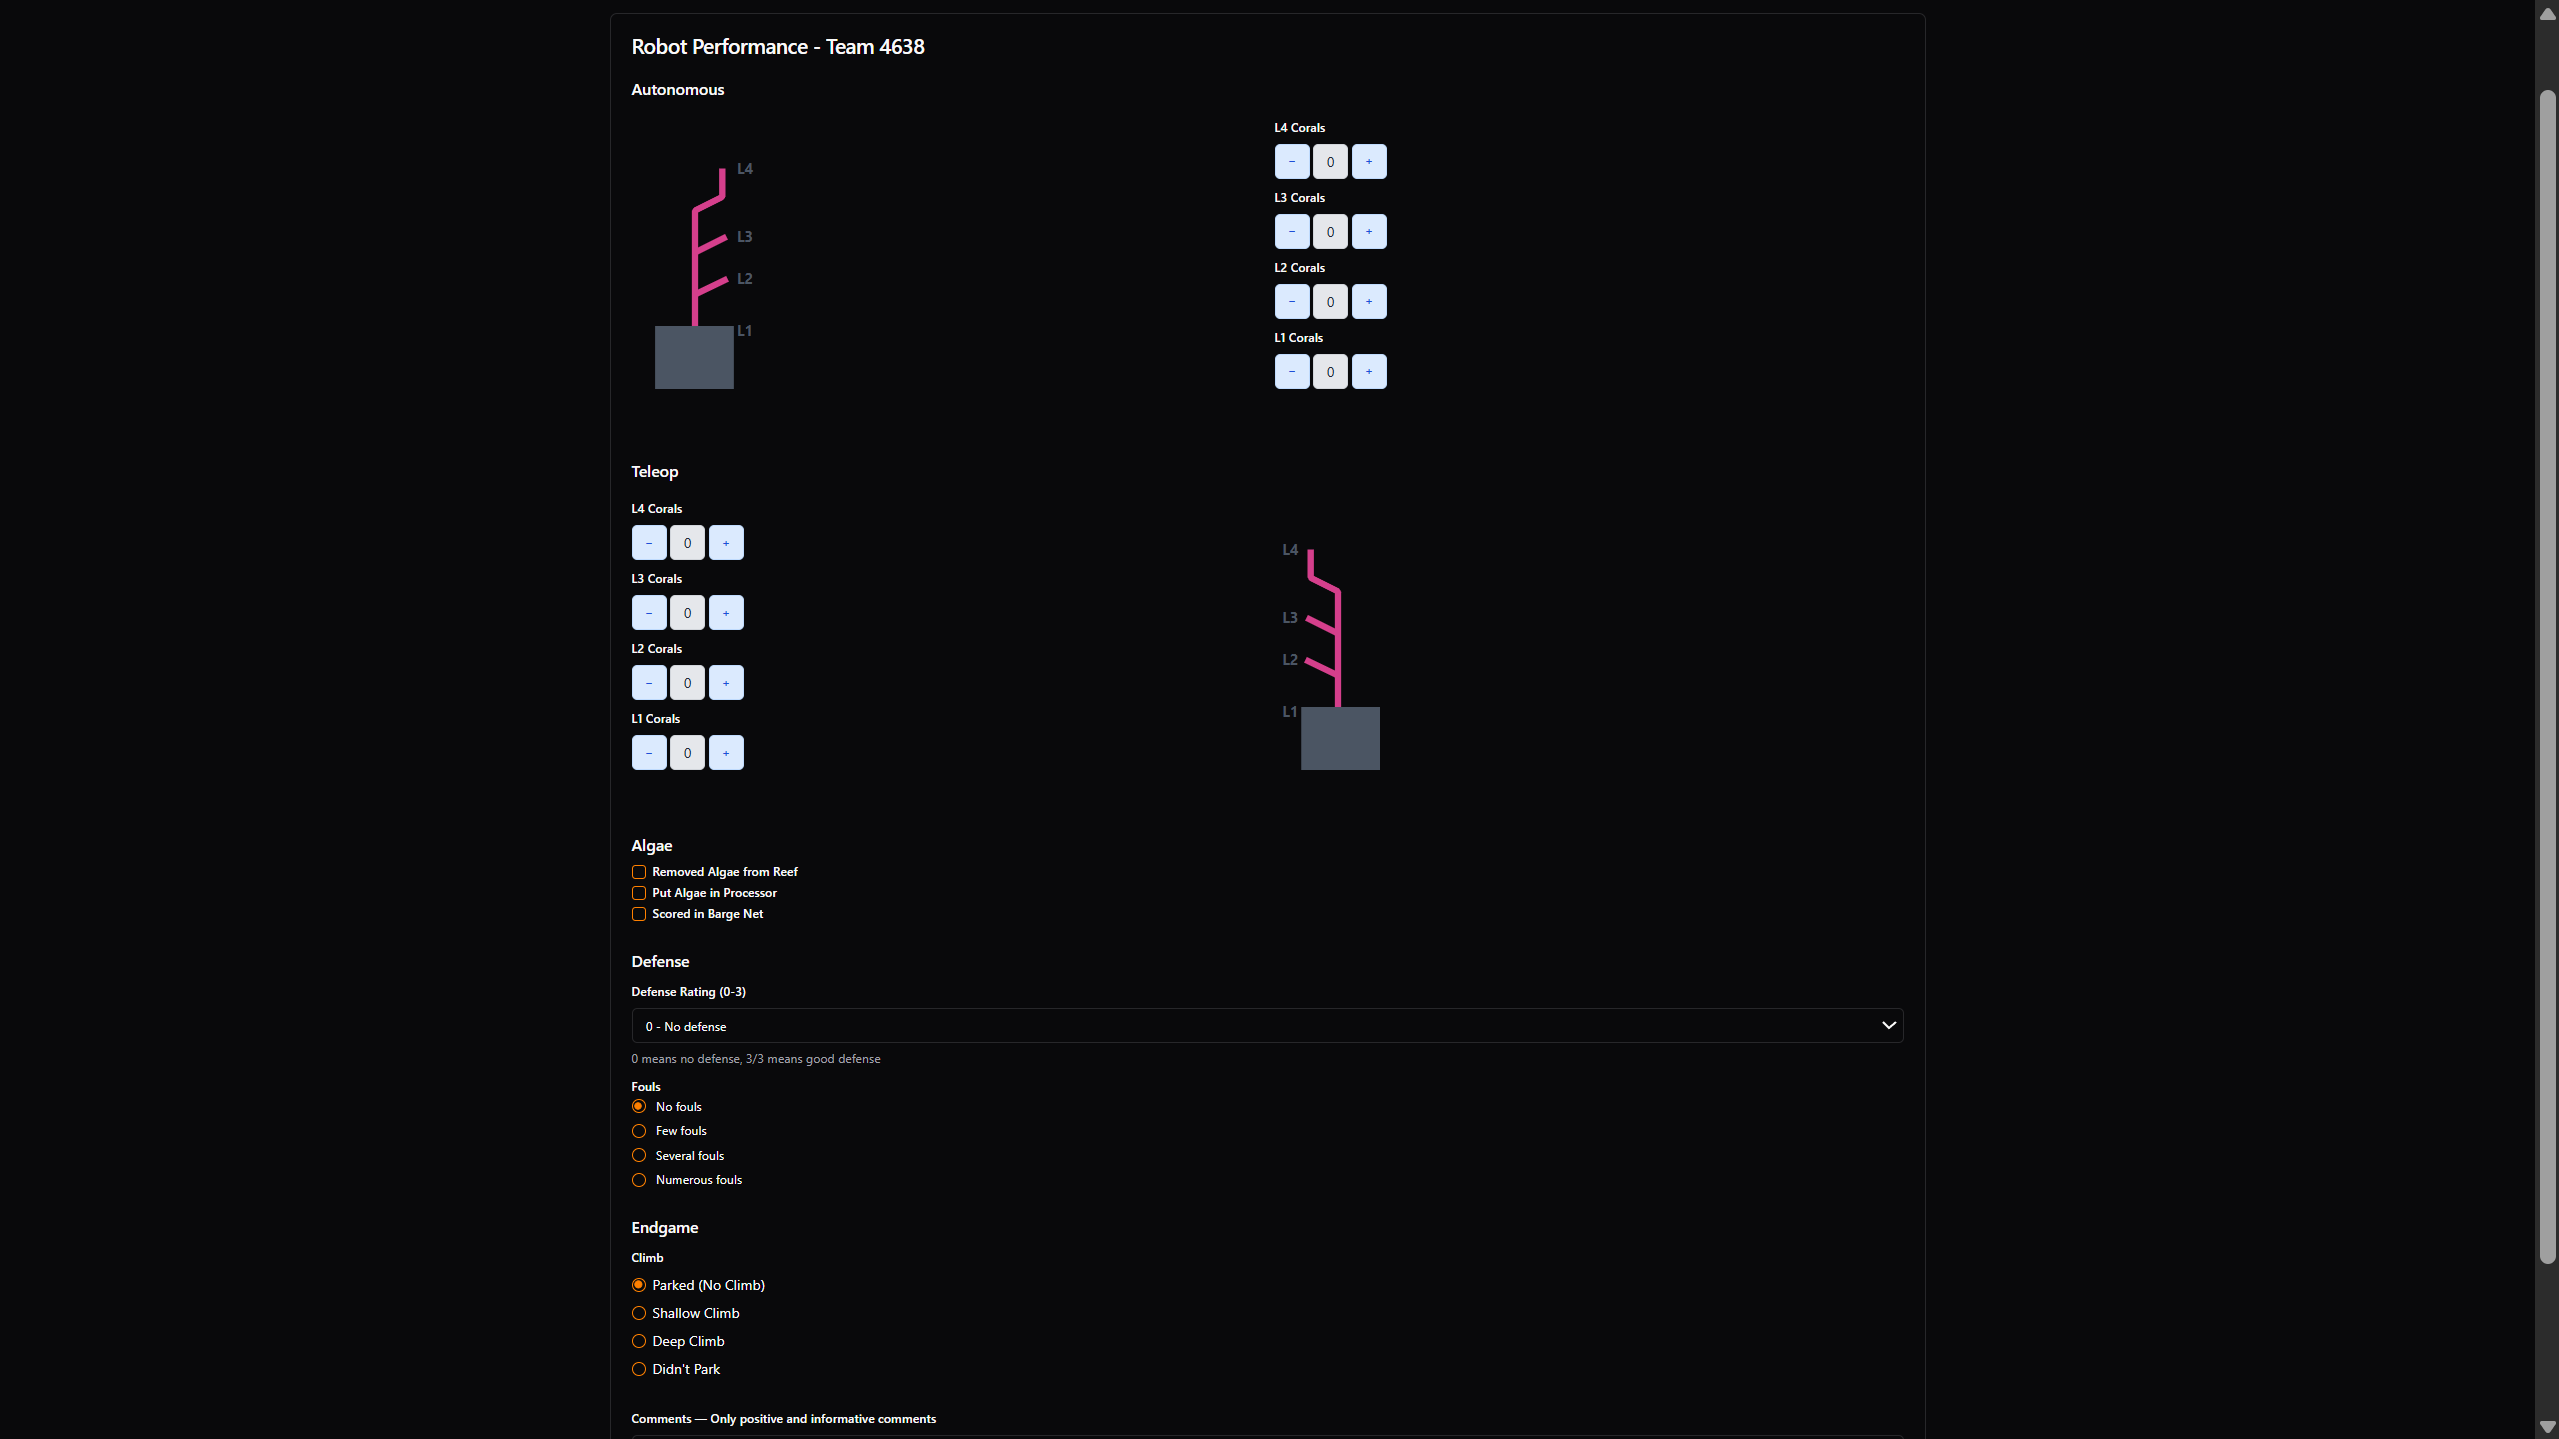 Robot Performance - Team 4638
Autonomous
L4
L3
L2
L1
L4 Corals
− 0 +
L3 Corals
− 0 +
L2 Corals
− 0 +
L1 Corals
− 0 +
Teleop
L4 Corals
− 0 +
L3 Corals
− 0 +
L2 Corals
− 0 +
L1 Corals
− 0 +
L4
L3
L2
L1
Algae
Removed Algae from Reef
Put Algae in Processor
Scored in Barge Net
Defense
Defense Rating (0-3)
0 - No defense
0 means no defense, 3/3 means good defense
Fouls
No fouls
Few fouls
Several fouls
Numerous fouls
Endgame
Climb
Parked (No Climb)
Shallow Climb
Deep Climb
Didn't Park
Comments — Only positive and informative comments